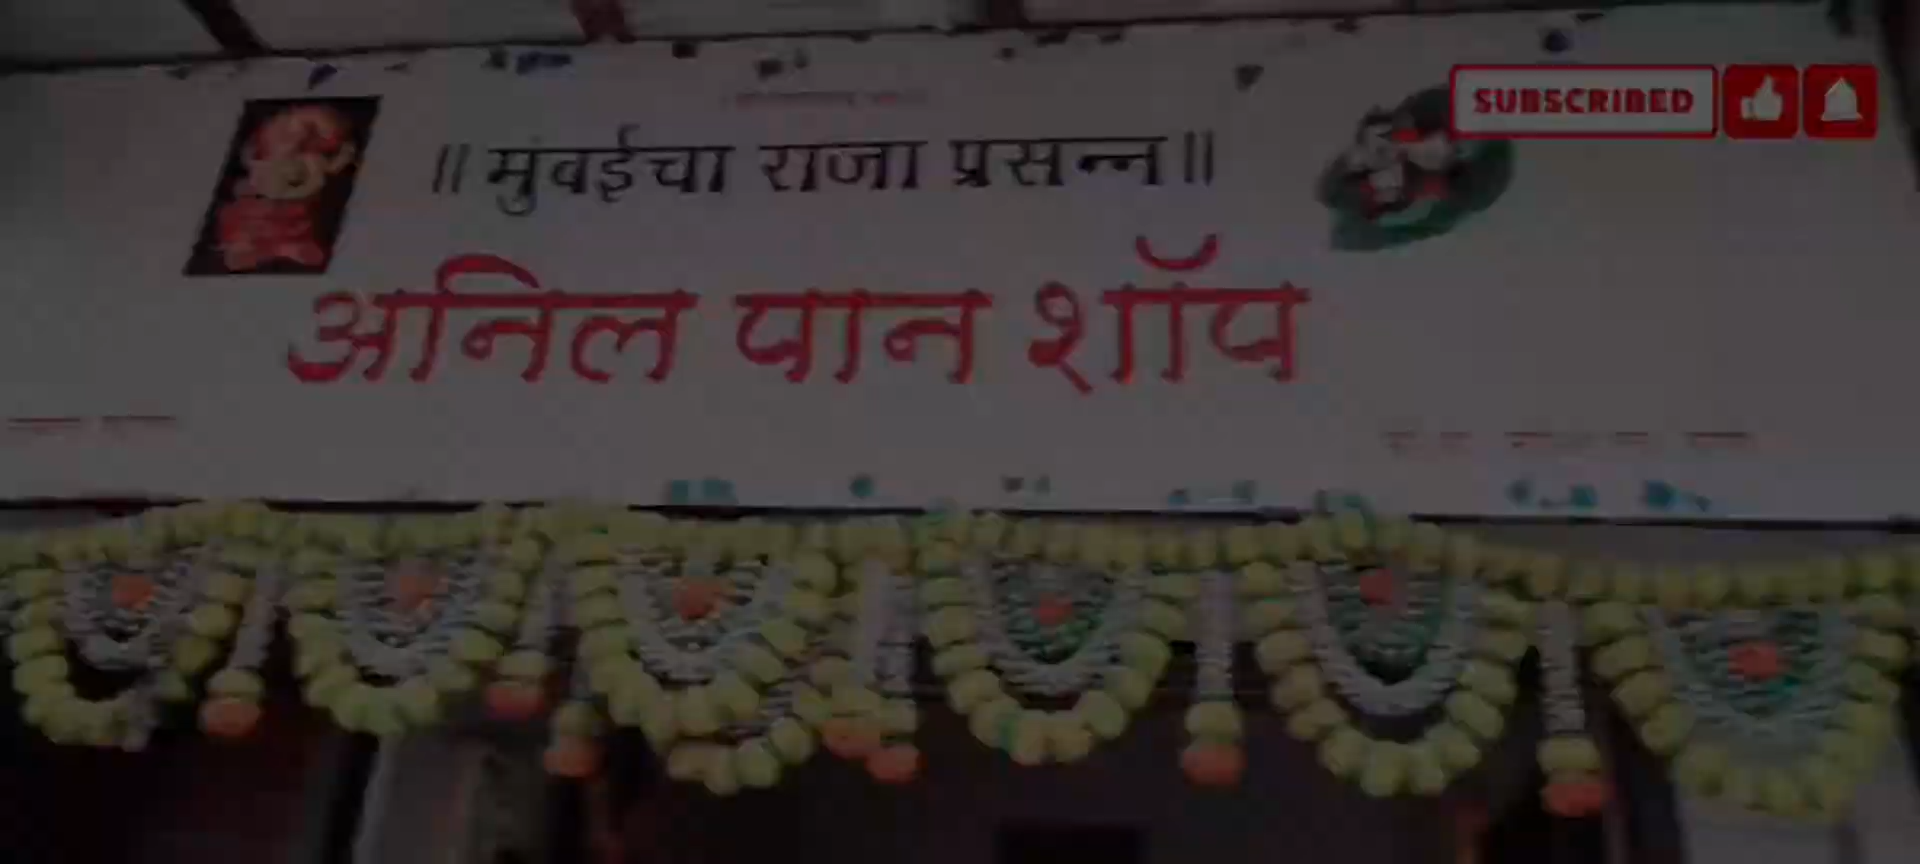 SUBSCRIBED
॥ मुंबईचा राजा प्रसन्न ॥
अनिल पान शॉप